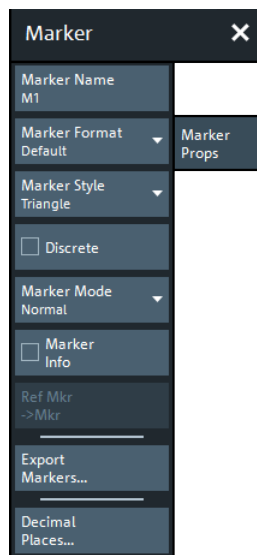 Marker
Marker Name
M1
Marker Format
Default
Marker
Props
Marker Style
Triangle
Discrete
Marker Mode
Normal
Marker
Info
Ref Mkr
->Mkr
Export
Markers...
Decimal
Places...